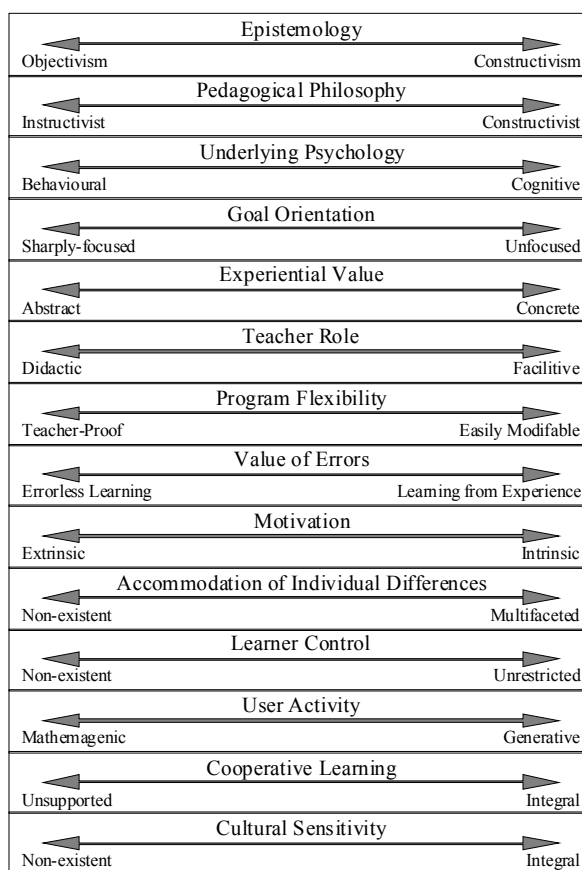 Epistemology
Objectivism Constructivism
Pedagogical Philosophy
Instructivist Constructivist
Underlying Psychology
Behavioural Cognitive
Goal Orientation
Sharply-focused Unfocused
Experiential Value
Abstract Concrete
Teacher Role
Didactic Facilitive
Program Flexibility
Teacher-Proof Easily Modifable
Value of Errors
Errorless Learning Learning from Experience
Motivation
Extrinsic Intrinsic
Accommodation of Individual Differences
Non-existent Multifaceted
Learner Control
Non-existent Unrestricted
User Activity
Mathemagenic Generative
Cooperative Learning
Unsupported Integral
Cultural Sensitivity
Non-existent Integral